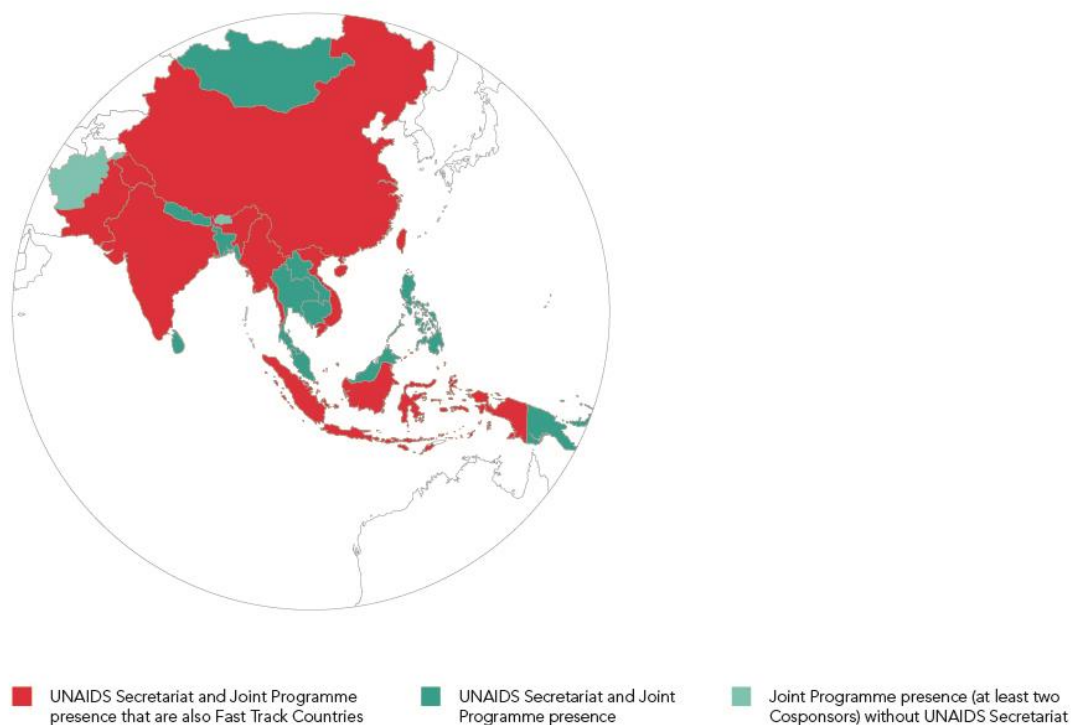 UNAIDS Secretariat and Joint Programme
presence that are also Fast Track Countries
UNAIDS Secretariat and Joint
Programme presence
Joint Programme presence (at least two
Cosponsors) without UNAIDS Secretariat